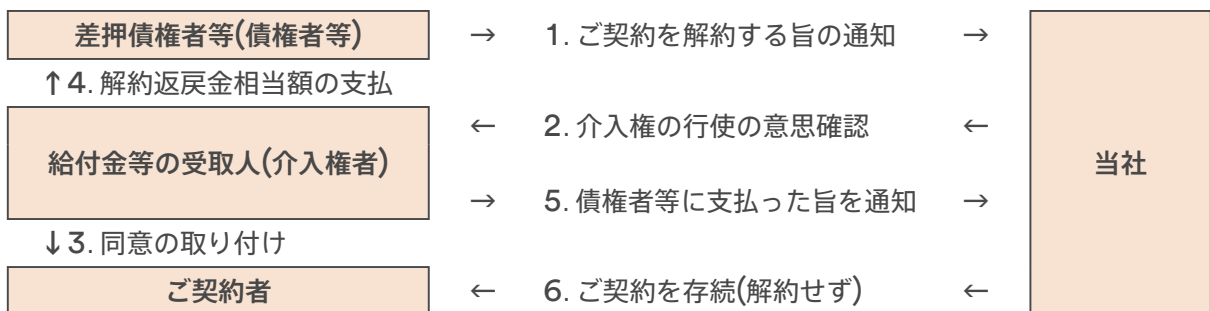 差押債権者等(債権者等) → 1. ご契約を解約する旨の通知 →
↑4. 解約返戻金相当額の支払
← 2. 介入権の行使の意思確認 ←
給付金等の受取人(介入権者) 当社
→ 5. 債権者等に支払った旨を通知 →
↓3. 同意の取り付け
ご契約者 ← 6. ご契約を存続(解約せず) ←